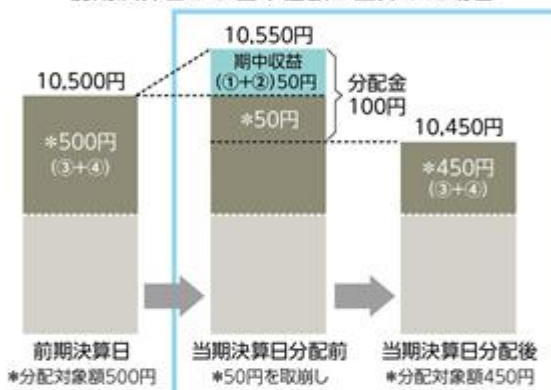 10,550円
期中収益
(①+②)50円
10,500円
分配金
100円
*50円
10,450円
*500円
(③+④)
*450円
(③+④)
前期決算日
当期決算日分配前
当期決算日分配後
*分配対象額500円
*50円を取崩し
*分配対象額450円